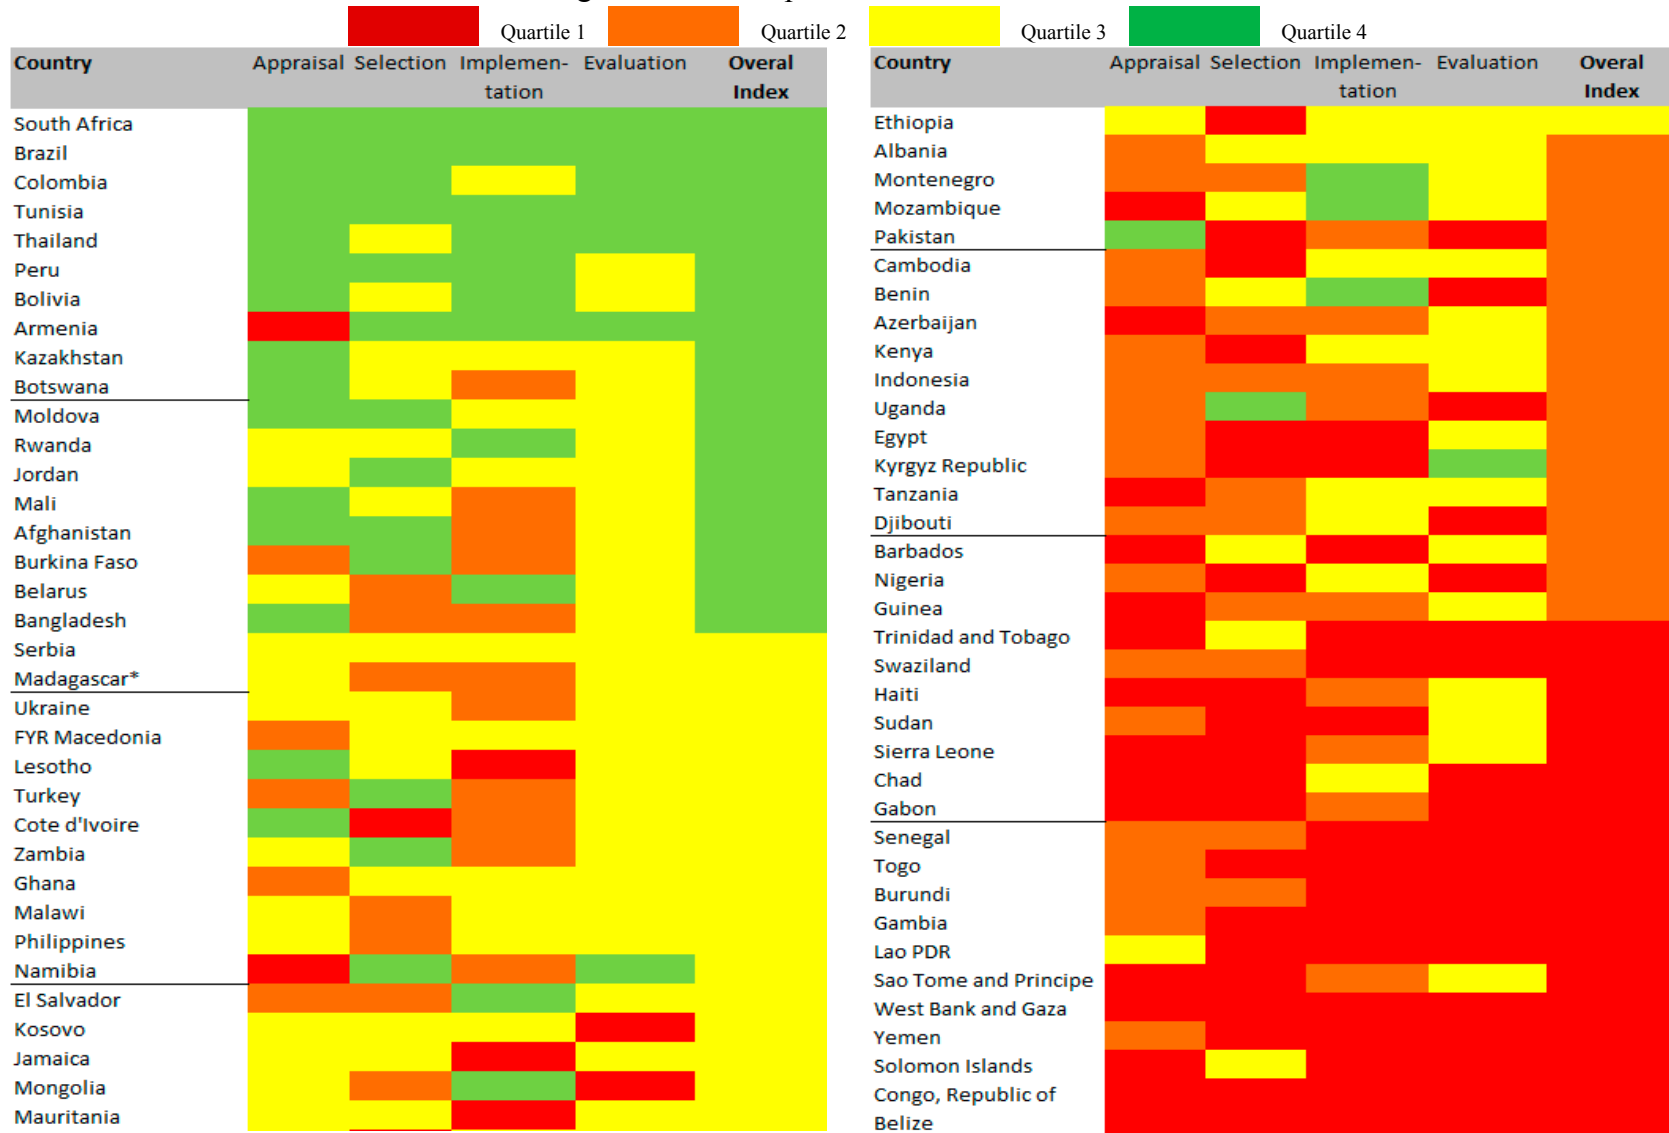 Quartile 1 Quartile 2 Quartile 3 Quartile 4
Country Appraisal Selection Implemen- Evaluation Overal
tation Index
South Africa
Brazil
Colombia
Tunisia
Thailand
Peru
Bolivia
Armenia
Kazakhstan
Botswana
Moldova
Rwanda
Jordan
Mali
Afghanistan
Burkina Faso
Belarus
Bangladesh
Serbia
Madagascar*
Ukraine
FYR Macedonia
Lesotho
Turkey
Cote d'Ivoire
Zambia
Ghana
Malawi
Philippines
Namibia
El Salvador
Kosovo
Jamaica
Mongolia
Mauritania
Country Appraisal Selection Implemen- Evaluation Overal
tation Index
Ethiopia
Albania
Montenegro
Mozambique
Pakistan
Cambodia
Benin
Azerbaijan
Kenya
Indonesia
Uganda
Egypt
Kyrgyz Republic
Tanzania
Djibouti
Barbados
Nigeria
Guinea
Trinidad and Tobago
Swaziland
Haiti
Sudan
Sierra Leone
Chad
Gabon
Senegal
Togo
Burundi
Gambia
Lao PDR
Sao Tome and Principe
West Bank and Gaza
Yemen
Solomon Islands
Congo, Republic of
Belize